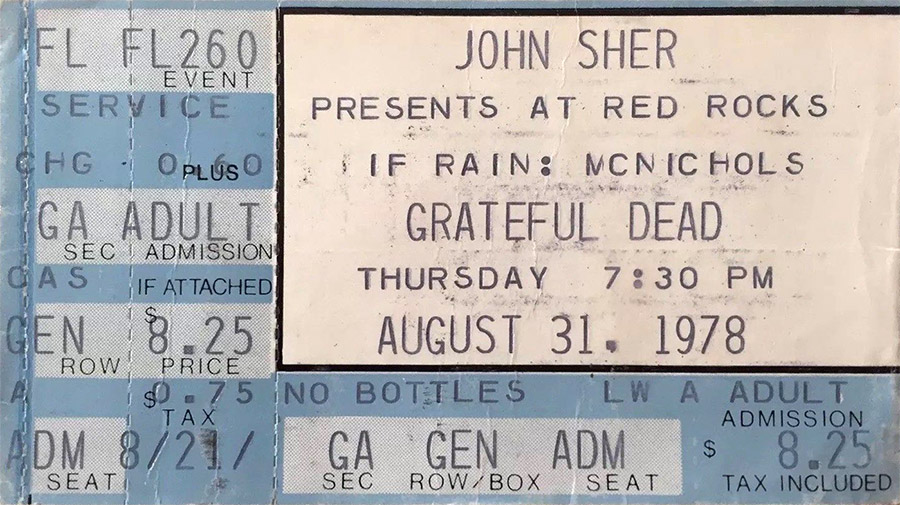 FL FL260
EVENT
SERVICE
CHG 0.60
PLUS
GA ADULT
SEC ADMISSION
CAS IF ATTACHED
$
GEN 8.25
ROW PRICE
A $0.75
TAX
ADM 8/21/
SEAT
JOHN SHER
PRESENTS AT RED ROCKS
IF RAIN: MCNICHOLS
GRATEFUL DEAD
THURSDAY 7:30 PM
AUGUST 31. 1978
NO BOTTLES LW A ADULT
ADMISSION
GA GEN ADM $ 8.25
SEC ROW/BOX SEAT TAX INCLUDED